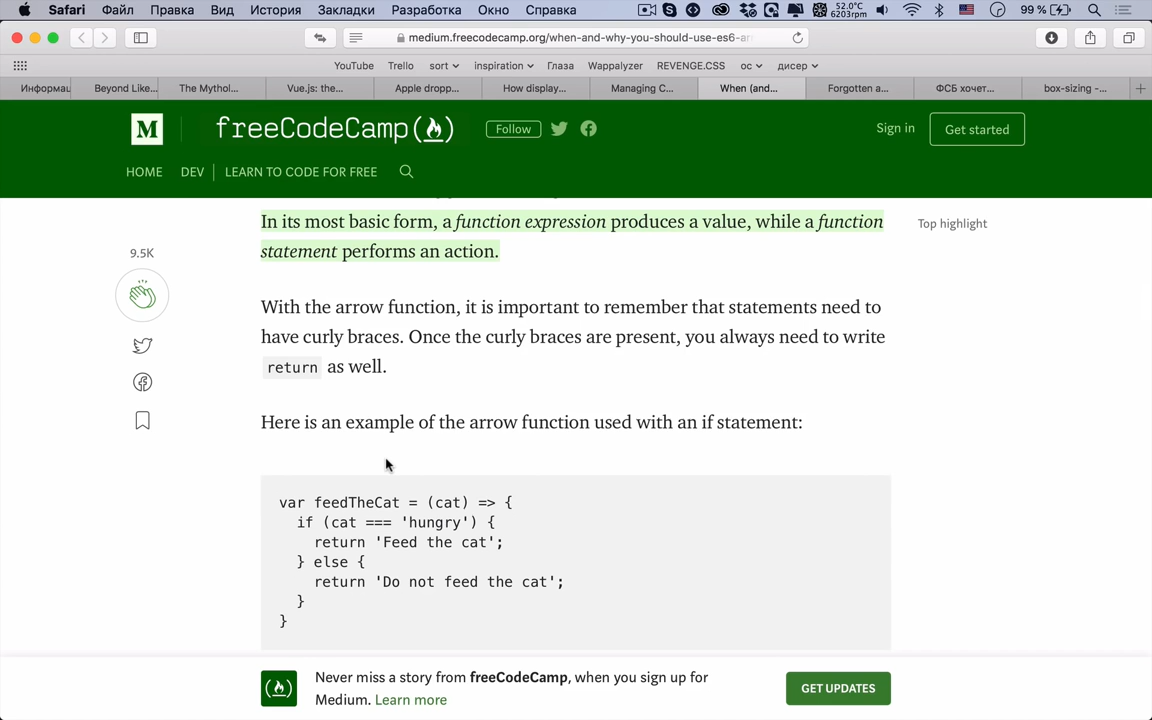 Safari Файл Правка Вид История Закладки Разработка Окно Справка 52.0°C 6203rpm 99 %
medium.freecodecamp.org/when-and-why-you-should-use-es6-ar
YouTube Trello sort inspiration Глаза Wappalyzer REVENGE.CSS ос дисер
Информац Beyond Like... The Mythol... Vue.js: the... Apple dropp... How display... Managing C... When (and... Forgotten a... ФСБ хочет... box-sizing -...
M freeCodeCamp Follow Sign in Get started
HOME DEV LEARN TO CODE FOR FREE
In its most basic form, a function expression produces a value, while a function
statement performs an action.
Top highlight
9.5K
With the arrow function, it is important to remember that statements need to
have curly braces. Once the curly braces are present, you always need to write
return as well.
Here is an example of the arrow function used with an if statement:
var feedTheCat = (cat) => {
if (cat === 'hungry') {
return 'Feed the cat';
} else {
return 'Do not feed the cat';
}
}
Never miss a story from freeCodeCamp, when you sign up for
Medium. Learn more
GET UPDATES